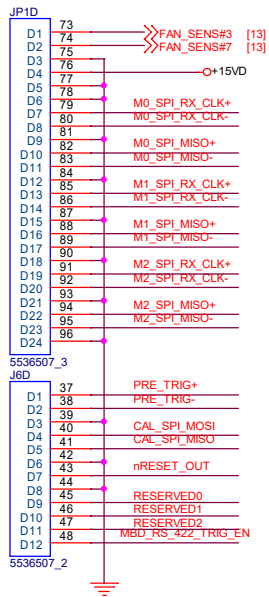 JP1D
D1 73 FAN_SENS#3 [13]
D2 74 FAN_SENS#7 [13]
D3 75
D4 76 +15VD
D5 77
D6 78
D7 79 M0_SPI_RX_CLK+
D8 80 M0_SPI_RX_CLK-
D9 81
D10 82 M0_SPI_MISO+
D11 83 M0_SPI_MISO-
D12 84
D13 85 M1_SPI_RX_CLK+
D14 86 M1_SPI_RX_CLK-
D15 87
D16 88 M1_SPI_MISO+
D17 89 M1_SPI_MISO-
D18 90
D19 91 M2_SPI_RX_CLK+
D20 92 M2_SPI_RX_CLK-
D21 93
D22 94 M2_SPI_MISO+
D23 95 M2_SPI_MISO-
D24 96
5536507_3
J6D
D1 37 PRE_TRIG+
D2 38 PRE_TRIG-
D3 39
D4 40 CAL_SPI_MOSI
D5 41 CAL_SPI_MISO
D6 42
D7 43 nRESET_OUT
D8 44
D9 45 RESERVED0
D10 46 RESERVED1
D11 47 RESERVED2
D12 48 MBD_RS_422_TRIG_EN
5536507_2